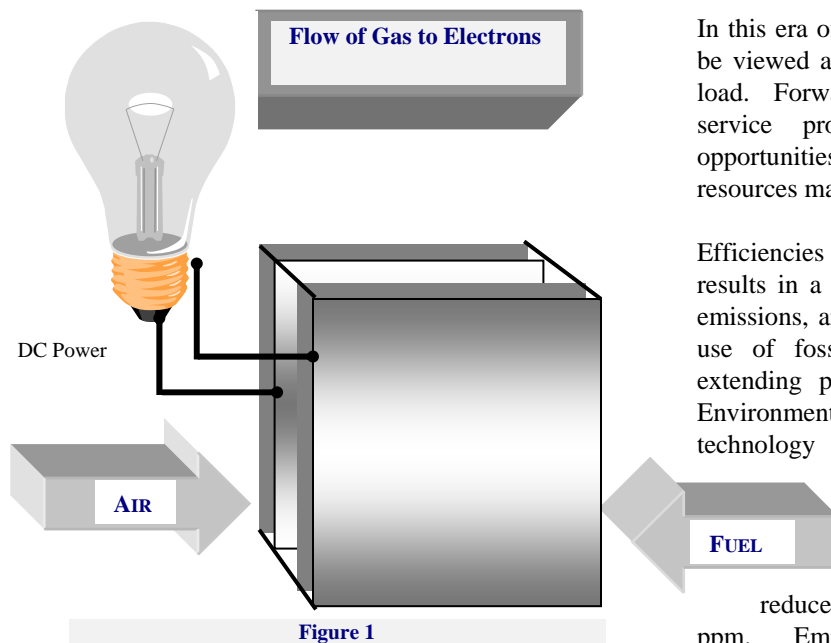 Flow of Gas to Electrons
DC Power
AIR
FUEL
Figure 1
In this era o
be viewed a
load. Forw
service pro
opportunities
resources ma
Efficiencies
results in a
emissions, a
use of foss
extending p
Environment
technology
reduce
ppm. Em